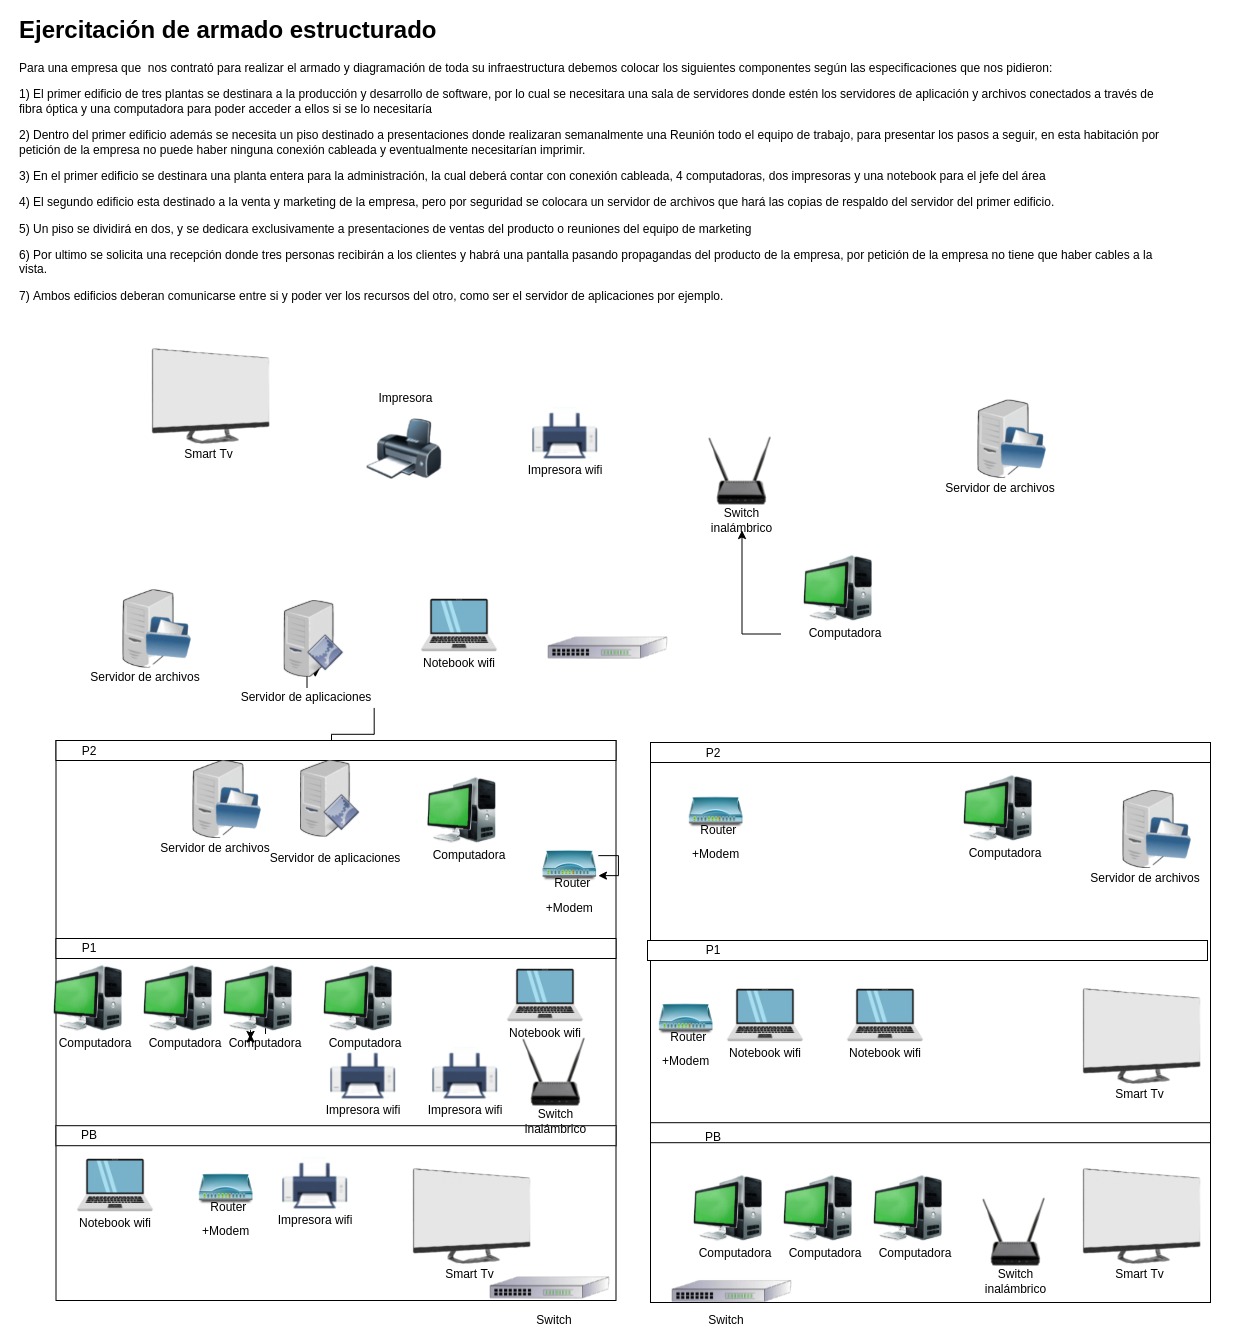 Ejercitación de armado estructurado
Para una empresa que  nos contrató para realizar el armado y diagramación de toda su infraestructura debemos colocar los siguientes componentes según las especificaciones que nos pidieron:
1) El primer edificio de tres plantas se destinara a la producción y desarrollo de software, por lo cual se necesitara una sala de servidores donde estén los servidores de aplicación y archivos conectados a través de
fibra óptica y una computadora para poder acceder a ellos si se lo necesitaría
2) Dentro del primer edificio además se necesita un piso destinado a presentaciones donde realizaran semanalmente una Reunión todo el equipo de trabajo, para presentar los pasos a seguir, en esta habitación por
petición de la empresa no puede haber ninguna conexión cableada y eventualmente necesitarían imprimir.
3) En el primer edificio se destinara una planta entera para la administración, la cual deberá contar con conexión cableada, 4 computadoras, dos impresoras y una notebook para el jefe del área
4) El segundo edificio esta destinado a la venta y marketing de la empresa, pero por seguridad se colocara un servidor de archivos que hará las copias de respaldo del servidor del primer edificio.
5) Un piso se dividirá en dos, y se dedicara exclusivamente a presentaciones de ventas del producto o reuniones del equipo de marketing
6) Por ultimo se solicita una recepción donde tres personas recibirán a los clientes y habrá una pantalla pasando propagandas del producto de la empresa, por petición de la empresa no tiene que haber cables a la
vista.
7) Ambos edificios deberan comunicarse entre si y poder ver los recursos del otro, como ser el servidor de aplicaciones por ejemplo.
Impresora
Smart Tv
Impresora wifi
Servidor de archivos
Switch
inalámbrico
Computadora
Notebook wifi
Servidor de archivos
Servidor de aplicaciones
P2
Servidor de archivos
Servidor de aplicaciones
Computadora
Router
+Modem
P1
Computadora
Computadora
Computadora
Computadora
Notebook wifi
Impresora wifi
Impresora wifi
Switch
inalámbrico
PB
Notebook wifi
Router
+Modem
Impresora wifi
Smart Tv
Switch
P2
Router
+Modem
Computadora
Servidor de archivos
P1
Router
+Modem
Notebook wifi
Notebook wifi
Smart Tv
PB
Computadora
Computadora
Computadora
Switch
inalámbrico
Smart Tv
Switch